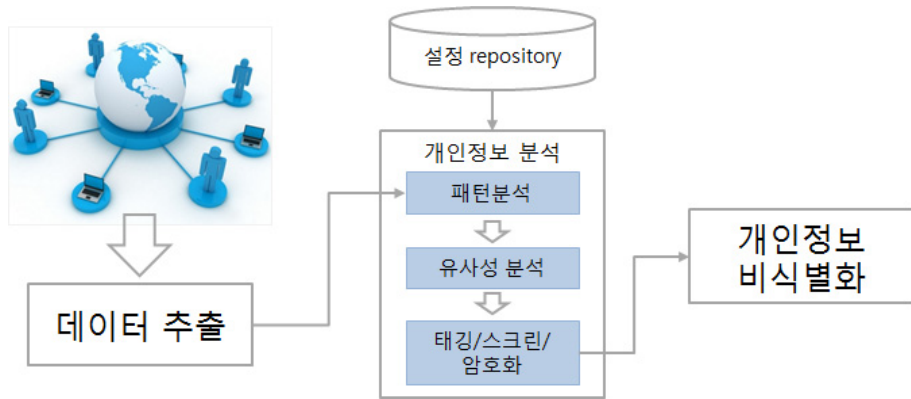 설정 repository
개인정보 분석
패턴분석
유사성 분석
태깅/스크린/
암호화
데이터 추출
개인정보
비식별화